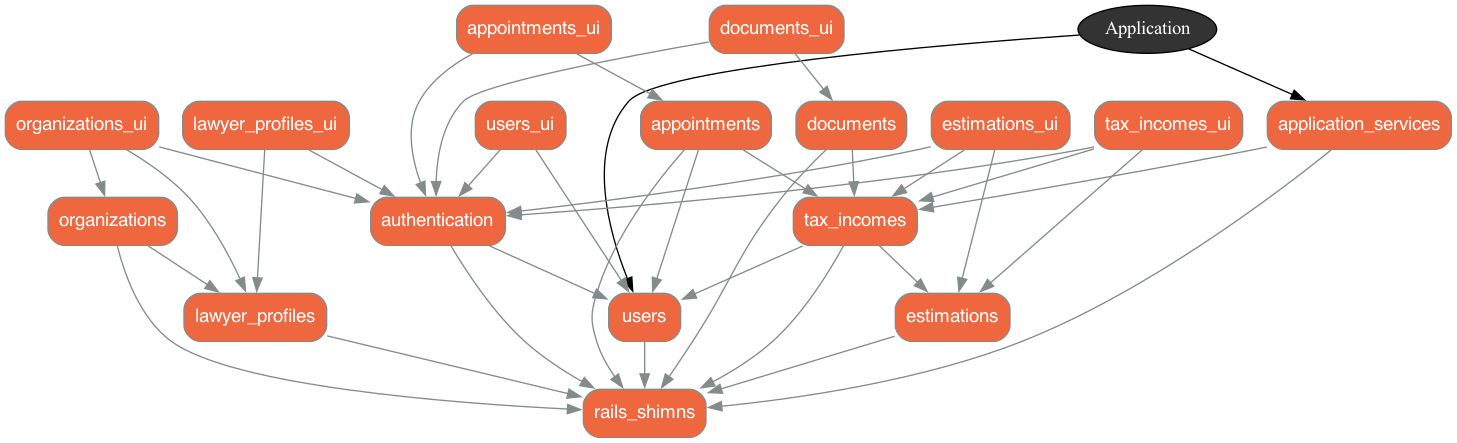 appointments_ui
documents_ui
Application
organizations_ui
lawyer_profiles_ui
users_ui
appointments
documents
estimations_ui
tax_incomes_ui
application_services
organizations
authentication
tax_incomes
lawyer_profiles
users
estimations
rails_shimns